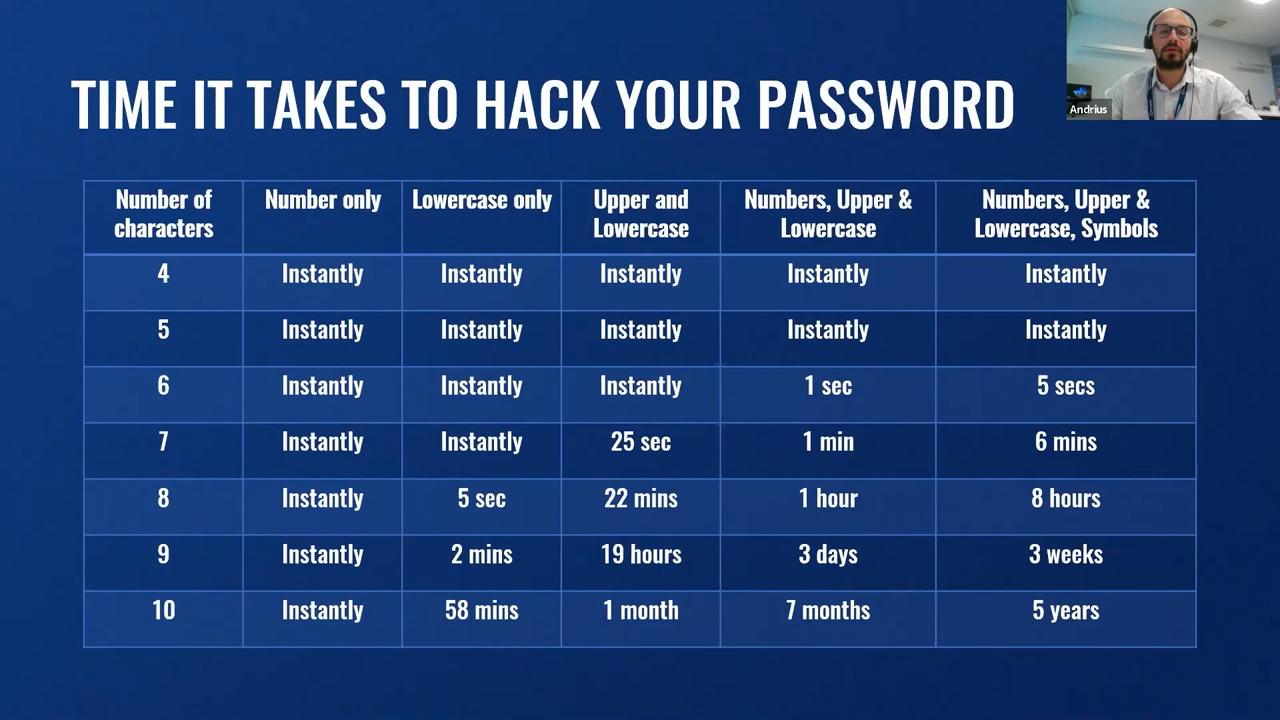 TIME IT TAKES TO HACK YOUR PASSWORD
Andrius
Number of characters Number only Lowercase only Upper and Lowercase Numbers, Upper & Lowercase Numbers, Upper & Lowercase, Symbols
4 Instantly Instantly Instantly Instantly Instantly
5 Instantly Instantly Instantly Instantly Instantly
6 Instantly Instantly Instantly 1 sec 5 secs
7 Instantly Instantly 25 sec 1 min 6 mins
8 Instantly 5 sec 22 mins 1 hour 8 hours
9 Instantly 2 mins 19 hours 3 days 3 weeks
10 Instantly 58 mins 1 month 7 months 5 years